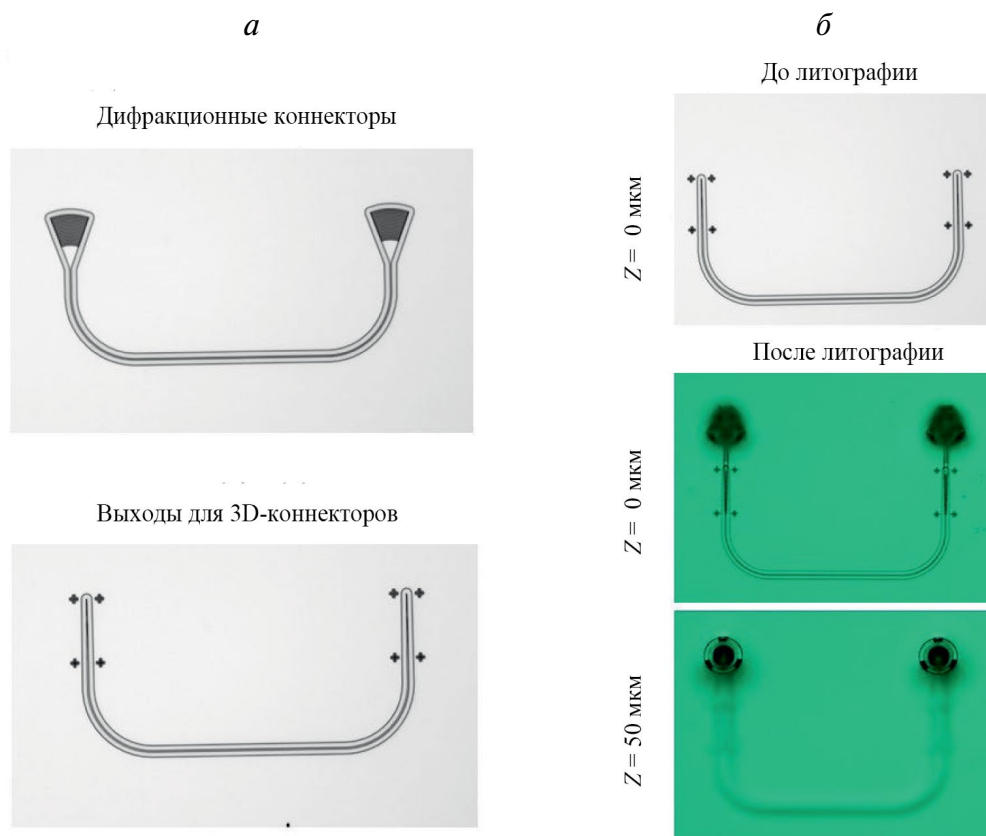 а
Дифракционные коннекторы
Выходы для 3D-коннекторов
б
До литографии
Z = 0 мкм
После литографии
Z = 0 мкм
Z = 50 мкм